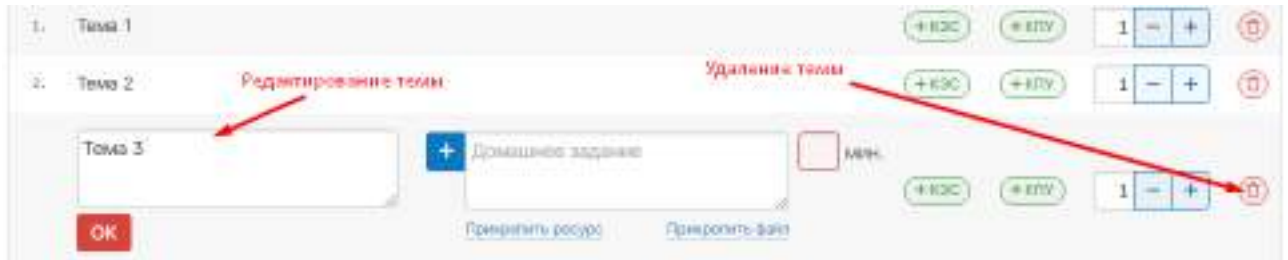 1. Тема 1 +КЭС +КПУ 1 − +
Удаление темы
2. Тема 2 Редактирование темы +КЭС +КПУ 1 − +
Тема 3 + Домашнее задание мин.
+КЭС +КПУ 1 − +
ОК Прикрепить ресурс Прикрепить файл